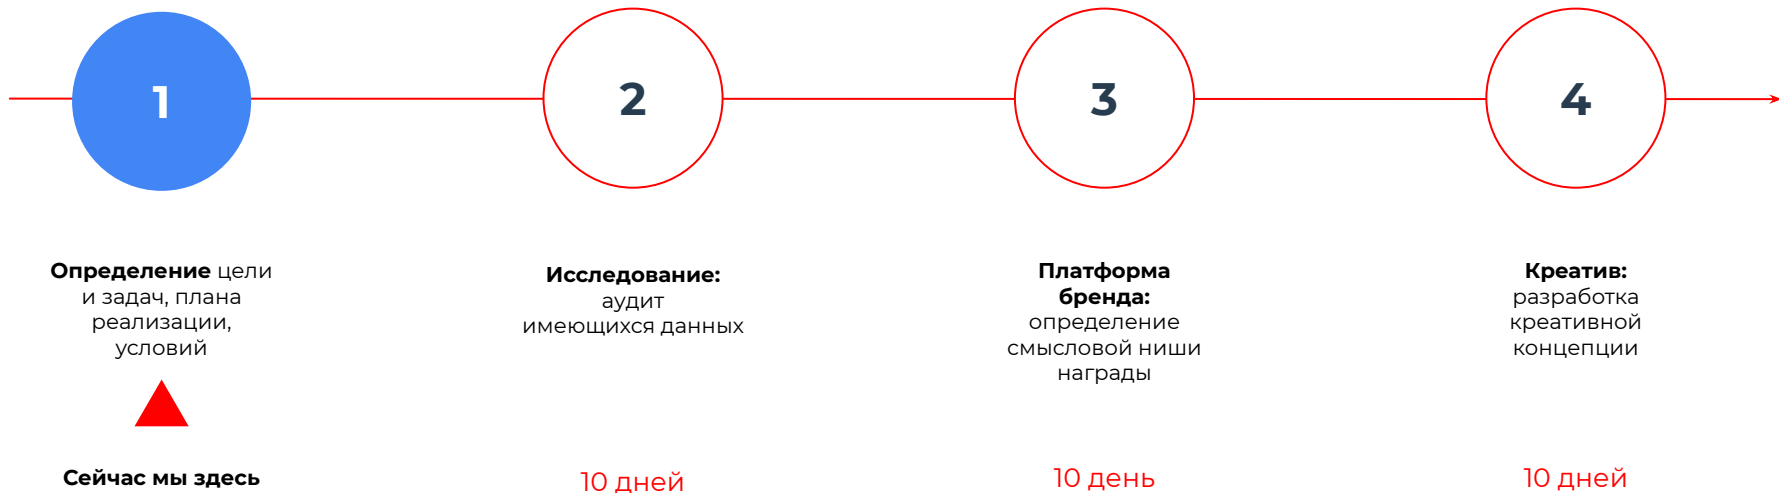 1
2
3
4
Определение цели
и задач, плана
реализации,
условий
Исследование:
аудит
имеющихся данных
Платформа
бренда:
определение
смысловой ниши
награды
Креатив:
разработка
креативной
концепции
Сейчас мы здесь
10 дней
10 день
10 дней